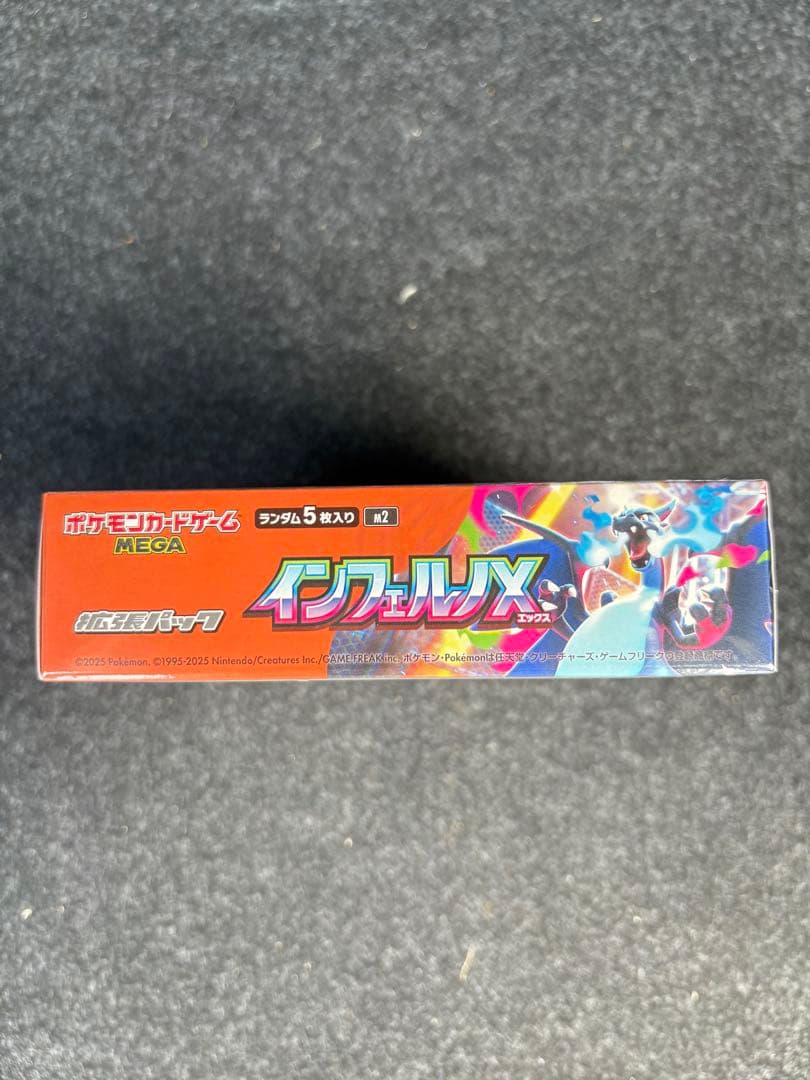 ポケモンカードゲーム
MEGA
ランダム5枚入り
M2
拡張パック
インフェルノX
エックス
©2025 Pokémon. ©1995-2025 Nintendo/Creatures Inc./GAME FREAK inc. ポケモン・Pokémonは任天堂・クリーチャーズ・ゲームフリークの登録商標です。